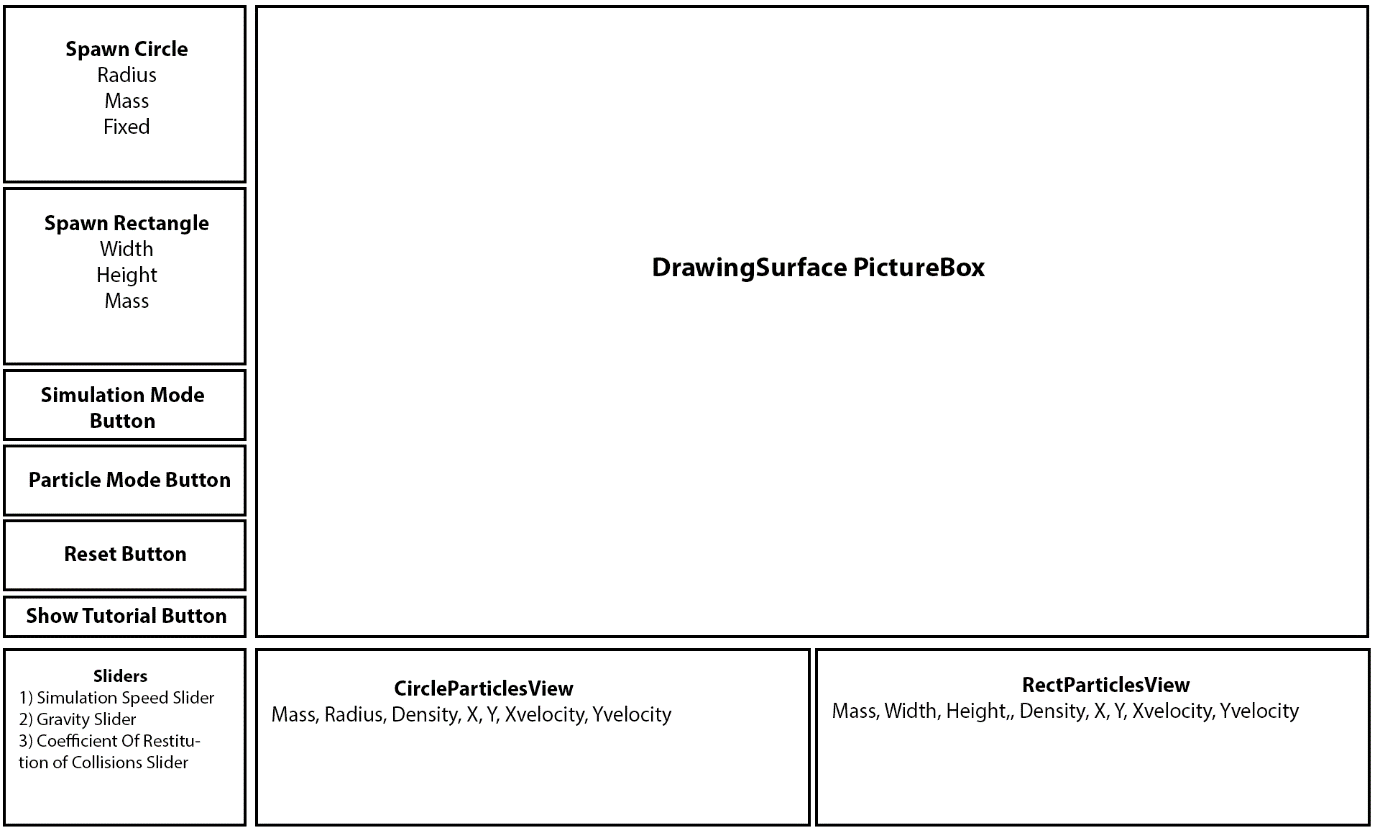 Spawn Circle
Radius
Mass
Fixed
Spawn Rectangle
Width
Height
Mass
Simulation Mode
Button
Particle Mode Button
Reset Button
Show Tutorial Button
DrawingSurface PictureBox
Sliders
1) Simulation Speed Slider
2) Gravity Slider
3) Coefficient Of Restitu-
tion of Collisions Slider
CircleParticlesView
Mass, Radius, Density, X, Y, Xvelocity, Yvelocity
RectParticlesView
Mass, Width, Height,, Density, X, Y, Xvelocity, Yvelocity